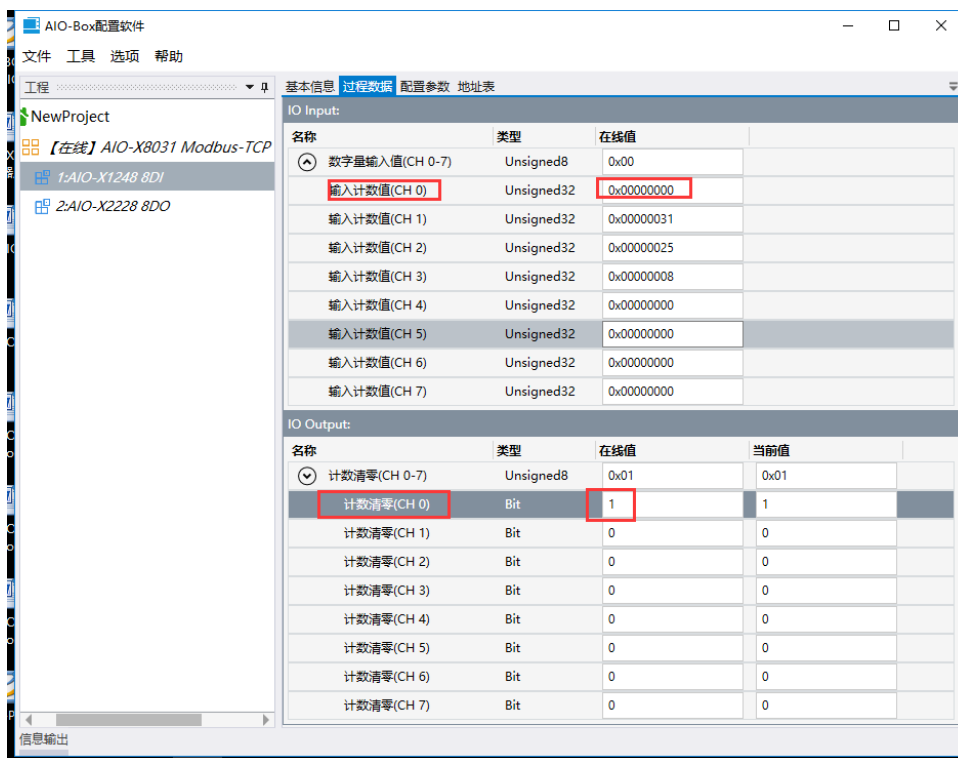 AIO-Box配置软件
文件 工具 选项 帮助
工程
NewProject
【在线】AIO-X8031 Modbus-TCP
1:AIO-X1248 8DI
2:AIO-X2228 8DO
基本信息 过程数据 配置参数 地址表
IO Input:
名称 类型 在线值
数字量输入值(CH 0-7) Unsigned8 0x00
输入计数值(CH 0) Unsigned32 0x00000000
输入计数值(CH 1) Unsigned32 0x00000031
输入计数值(CH 2) Unsigned32 0x00000025
输入计数值(CH 3) Unsigned32 0x00000008
输入计数值(CH 4) Unsigned32 0x00000000
输入计数值(CH 5) Unsigned32 0x00000000
输入计数值(CH 6) Unsigned32 0x00000000
输入计数值(CH 7) Unsigned32 0x00000000
IO Output:
名称 类型 在线值 当前值
计数清零(CH 0-7) Unsigned8 0x01 0x01
计数清零(CH 0) Bit 1 1
计数清零(CH 1) Bit 0 0
计数清零(CH 2) Bit 0 0
计数清零(CH 3) Bit 0 0
计数清零(CH 4) Bit 0 0
计数清零(CH 5) Bit 0 0
计数清零(CH 6) Bit 0 0
计数清零(CH 7) Bit 0 0
信息输出